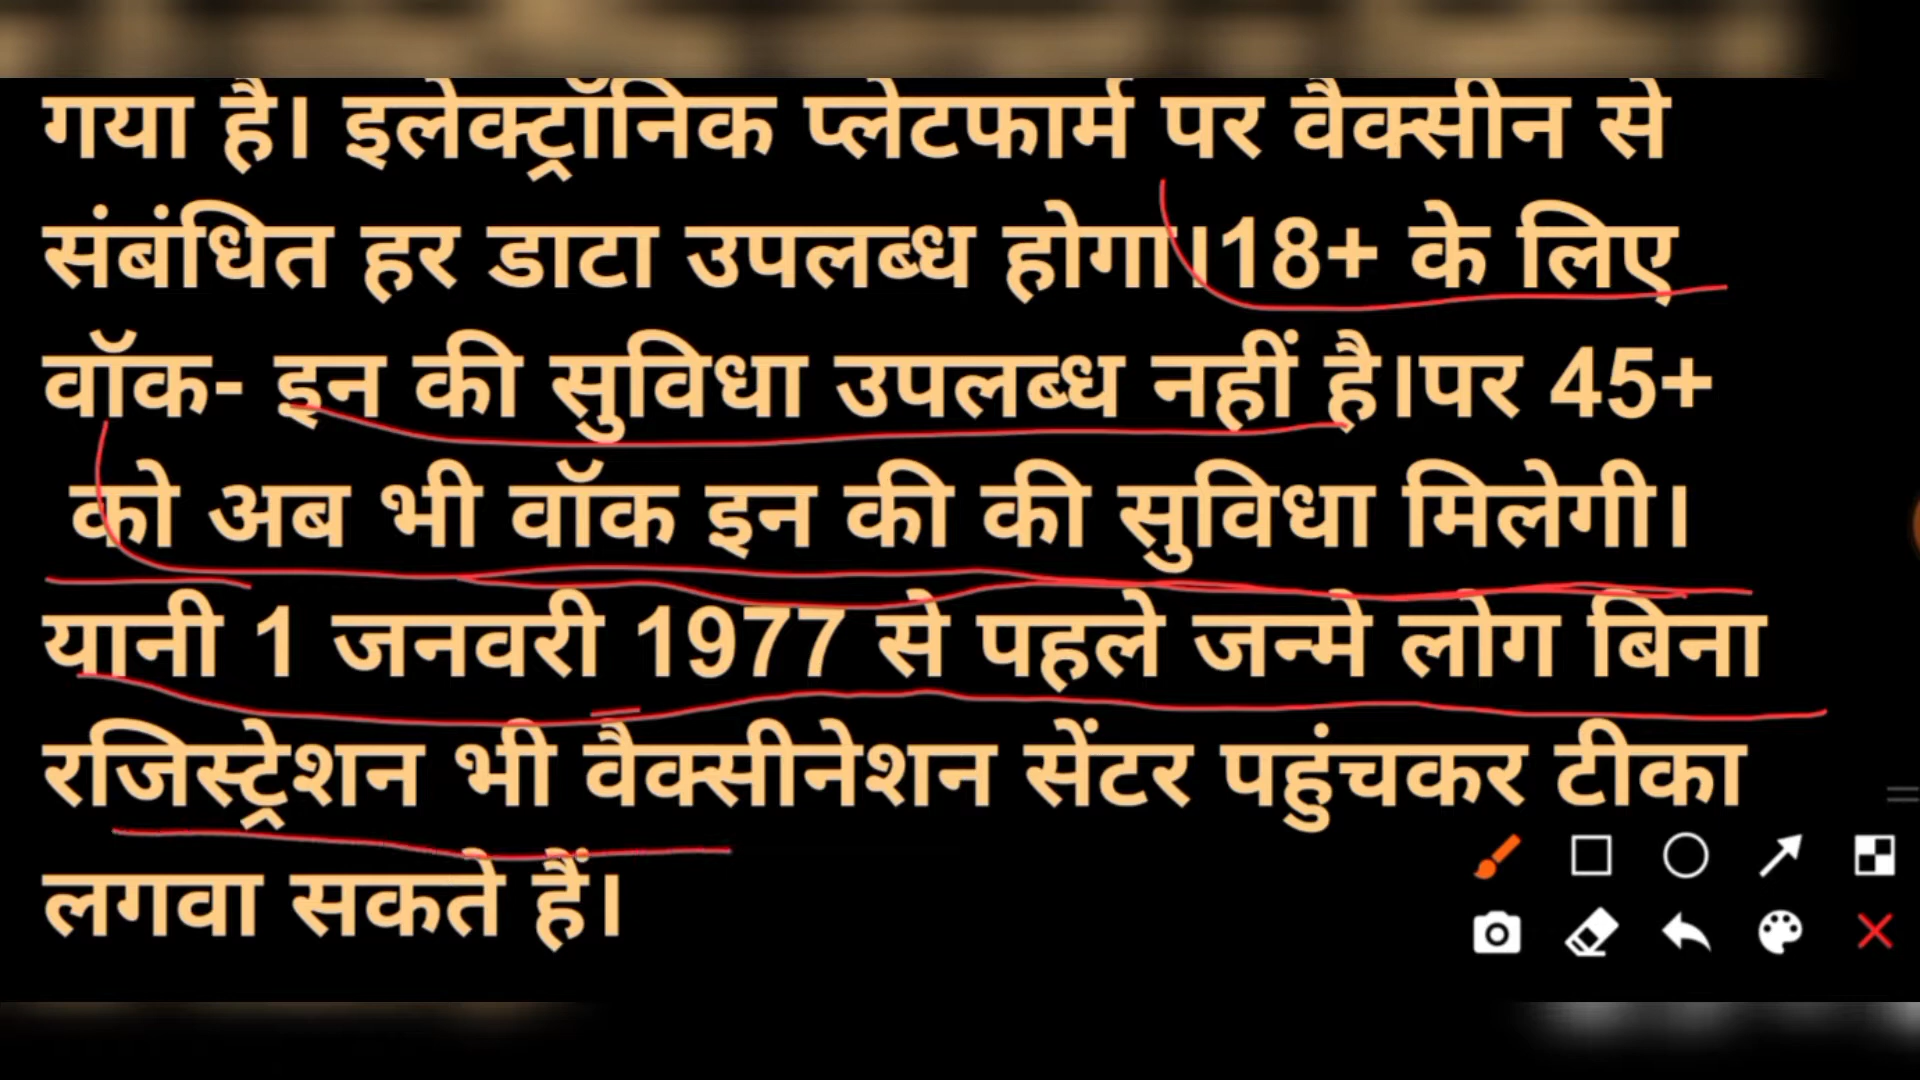 गया है। इलेक्ट्रॉनिक प्लेटफार्म पर वैक्सीन से
संबंधित हर डाटा उपलब्ध होगा।18+ के लिए
वॉक- इन की सुविधा उपलब्ध नहीं है।पर 45+
को अब भी वॉक इन की की सुविधा मिलेगी।
यानी 1 जनवरी 1977 से पहले जन्मे लोग बिना
रजिस्ट्रेशन भी वैक्सीनेशन सेंटर पहुंचकर टीका
लगवा सकते हैं।